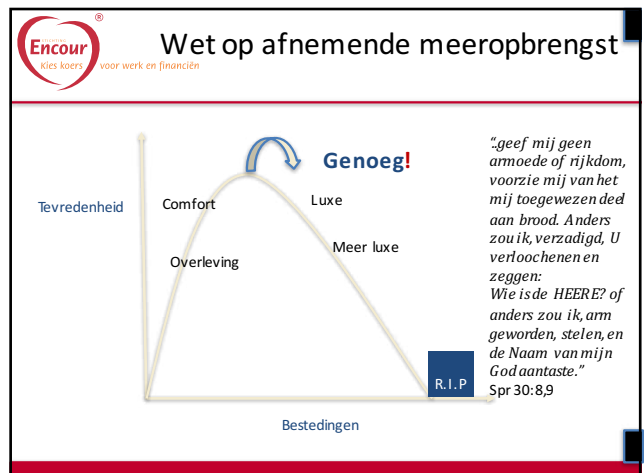 STICHTING
Encour ®
Kies koers voor werk en financiën
Wet op afnemende meeropbrengst
Genoeg!
Tevredenheid
Comfort
Luxe
Overleving
Meer luxe
R.I.P
Bestedingen
“..geef mij geen
armoede of rijkdom,
voorzie mij van het
mij toegewezen deel
aan brood. Anders
zou ik, verzadigd, U
verloochenen en
zeggen:
Wie is de HEERE? of
anders zou ik, arm
geworden, stelen, en
de Naam van mijn
God aantaste.”
Spr 30:8,9